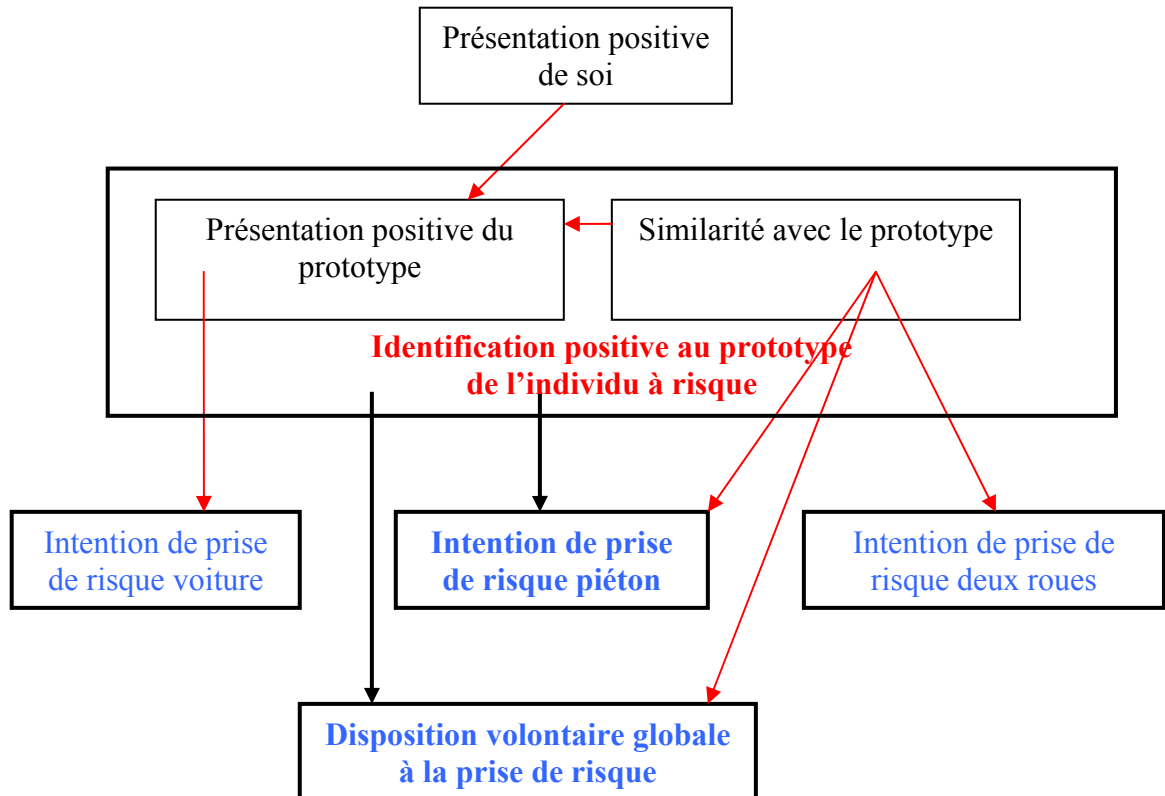 Présentation positive
de soi
Présentation positive du
prototype
Similarité avec le prototype
Identification positive au prototype
de l’individu à risque
Intention de prise
de risque voiture
Intention de prise
de risque piéton
Intention de prise de
risque deux roues
Disposition volontaire globale
à la prise de risque